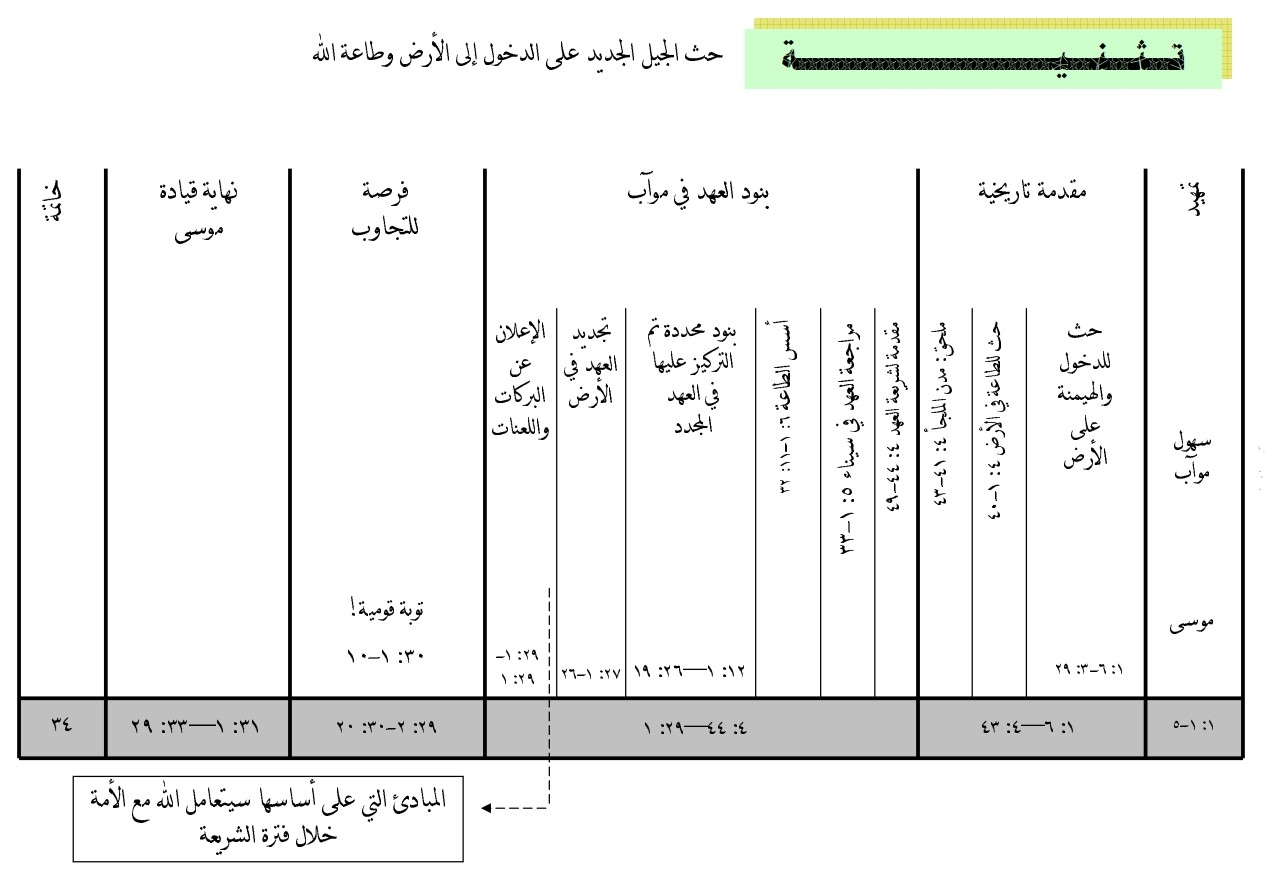 تثنيـــــــــــة
حث الجيل الجديد على الدخول إلى الأرض وطاعة الله
تمهيد
سهول
موآب
موسى
١: ١-٥
مقدمة تاريخية
حث
للدخول
والهيمنة
على
الأرض
١: ٦-٣: ٢٩
حث للطاعة في الأرض ٤: ١-٤٠
ملحق: مدن الملجأ ٤: ٤١-٤٣
١: ٦—٤: ٤٣
بنود العهد في موآب
مقدمة لشريعة العهد ٤: ٤٤-٤٩
مراجعة العهد في سيناء ٥: ١-٣٣
أسس الطاعة ٦: ١-١١: ٣٢
بنود محددة تم
التركيز عليها
في العهد
المجدد
١٢: ١—٢٦: ١٩
تجديد
العهد في
الأرض
٢٧: ١-٢٦
الإعلان
عن
البركات
واللعنات
٢٩: ١-
٢٩: ١
٤: ٤٤—٢٩: ١
فرصة
للتجاوب
توبة قومية!
٣٠: ١-١٠
٢٩: ٢-٣٠: ٢٠
نهاية قيادة
موسى
٣١: ١—٣٣: ٢٩
خاتمة
٣٤
المبادئ التي على أساسها سيتعامل الله مع الأمة
خلال فترة الشريعة